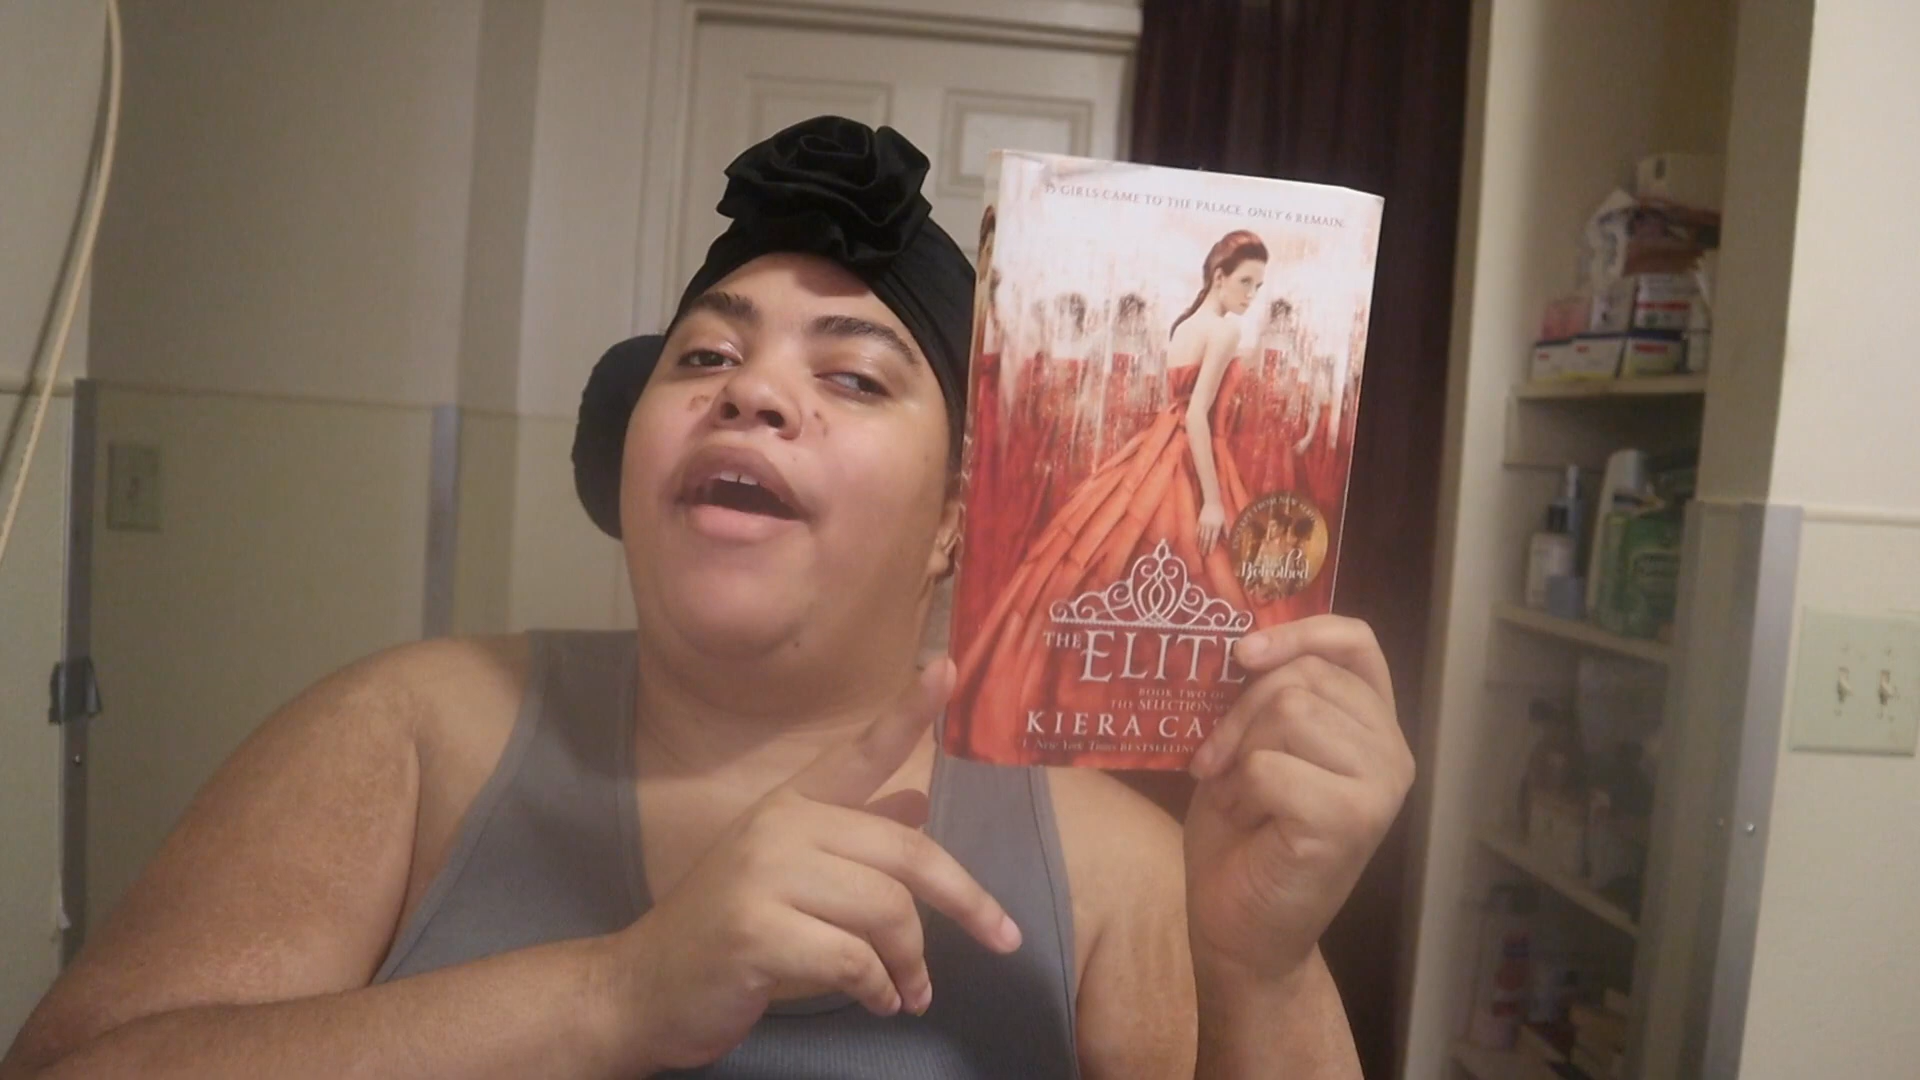 35 GIRLS CAME TO THE PALACE. ONLY 6 REMAIN.
Betrothed
THE ELITE
BOOK TWO OF
THE SELECTION
KIERA CAS
#1 New York Times BESTSELLING